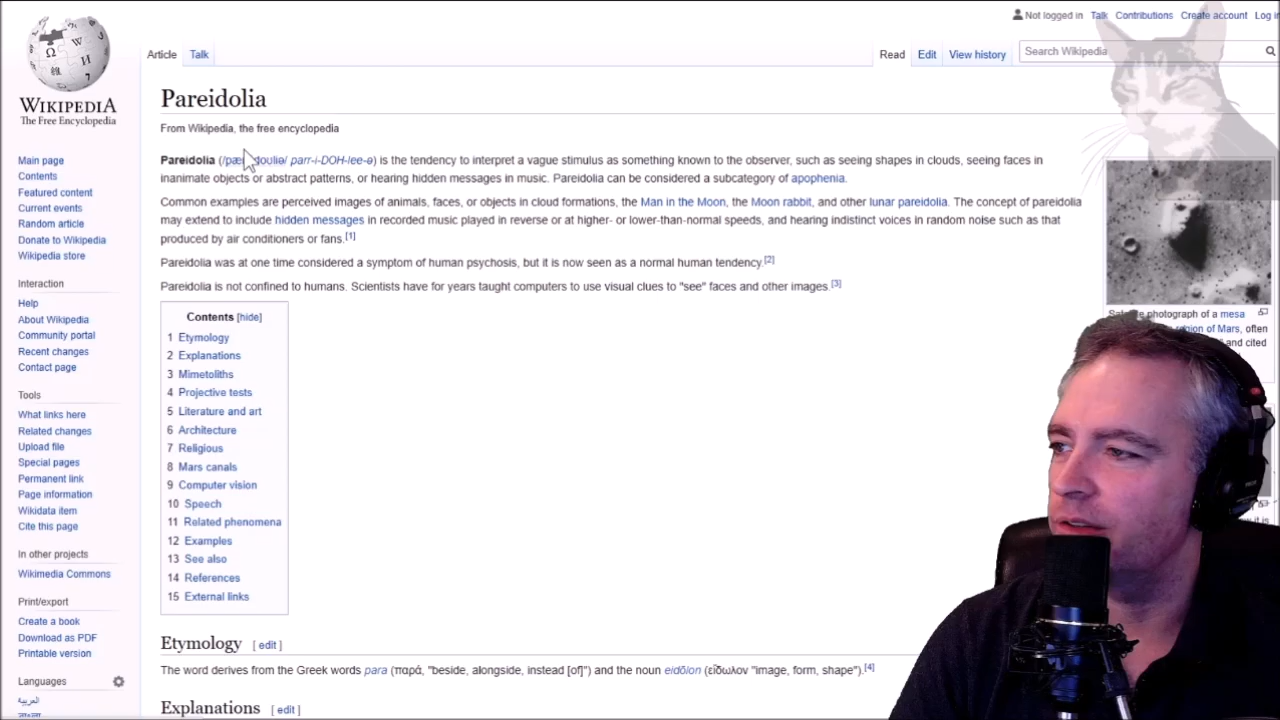 Not logged in Talk Contributions Create account Log in
Article Talk
Read Edit View history
Search Wikipedia
WIKIPEDIA
The Free Encyclopedia
Pareidolia
From Wikipedia, the free encyclopedia
Pareidolia parr-i-DOH-lee-ə) is the tendency to interpret a vague stimulus as something known to the observer, such as seeing shapes in clouds, seeing faces in
inanimate objects or abstract patterns, or hearing hidden messages in music. Pareidolia can be considered a subcategory of apophenia.
Common examples are perceived images of animals, faces, or objects in cloud formations, the Man in the Moon, the Moon rabbit, and other lunar pareidolia. The concept of pareidolia
may extend to include hidden messages in recorded music played in reverse or at higher- or lower-than-normal speeds, and hearing indistinct voices in random noise such as that
produced by air conditioners or fans.[1]
Pareidolia was at one time considered a symptom of human psychosis, but it is now seen as a normal human tendency.[2]
Pareidolia is not confined to humans. Scientists have for years taught computers to use visual clues to "see" faces and other images.[3]
Contents [hide]
1 Etymology
2 Explanations
3 Mimetoliths
4 Projective tests
5 Literature and art
6 Architecture
7 Religious
8 Mars canals
9 Computer vision
10 Speech
11 Related phenomena
12 Examples
13 See also
14 References
15 External links
Etymology [ edit ]
The word derives from the Greek words para (παρά, "beside, alongside, instead [of]") and the noun eidōlon (εἴδωλον "image, form, shape").[4]
Explanations [ edit ]
photograph of a mesa
region of Mars, often
and cited
Main page
Contents
Featured content
Current events
Random article
Donate to Wikipedia
Wikipedia store
Interaction
Help
About Wikipedia
Community portal
Recent changes
Contact page
Tools
What links here
Related changes
Upload file
Special pages
Permanent link
Page information
Wikidata item
Cite this page
In other projects
Wikimedia Commons
Print/export
Create a book
Download as PDF
Printable version
Languages
العربية